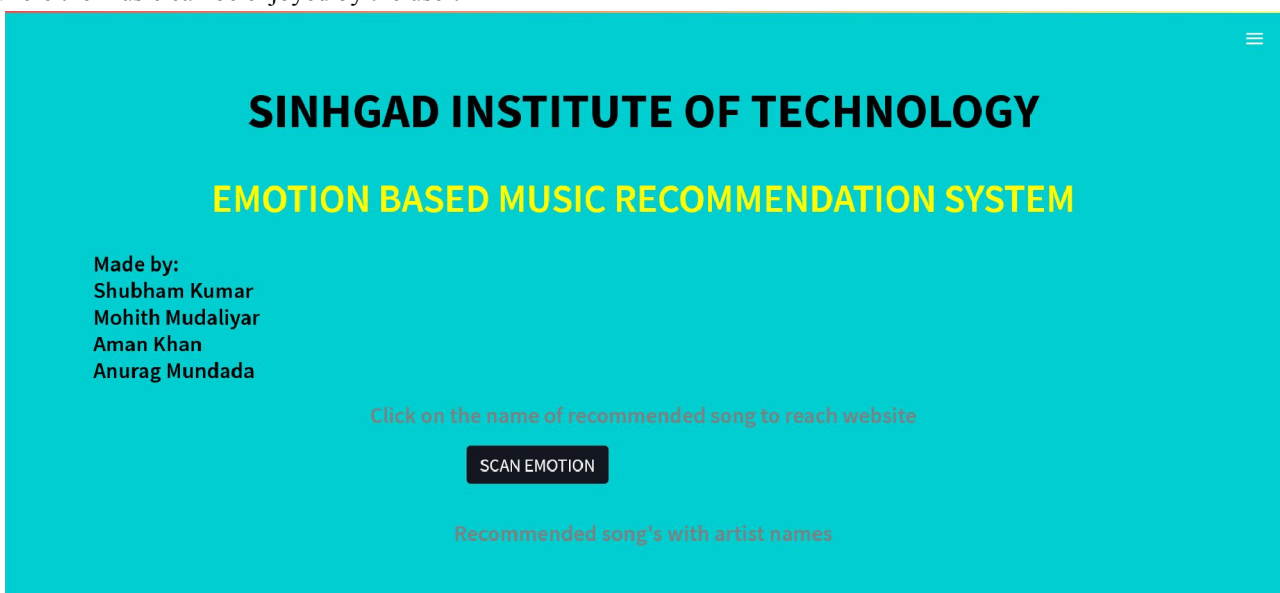 SINHGAD INSTITUTE OF TECHNOLOGY
EMOTION BASED MUSIC RECOMMENDATION SYSTEM
Made by:
Shubham Kumar
Mohith Mudaliyar
Aman Khan
Anurag Mundada
Click on the name of recommended song to reach website
SCAN EMOTION
Recommended song's with artist names